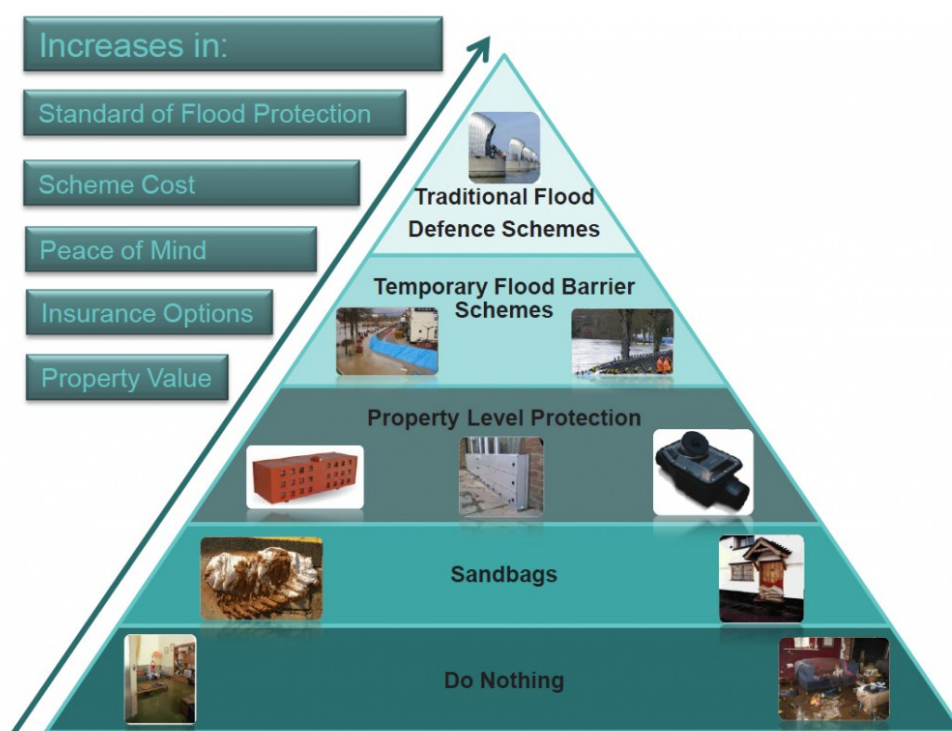 Increases in:
Standard of Flood Protection
Scheme Cost
Peace of Mind
Insurance Options
Property Value
Traditional Flood
Defence Schemes
Temporary Flood Barrier
Schemes
Property Level Protection
Sandbags
Do Nothing